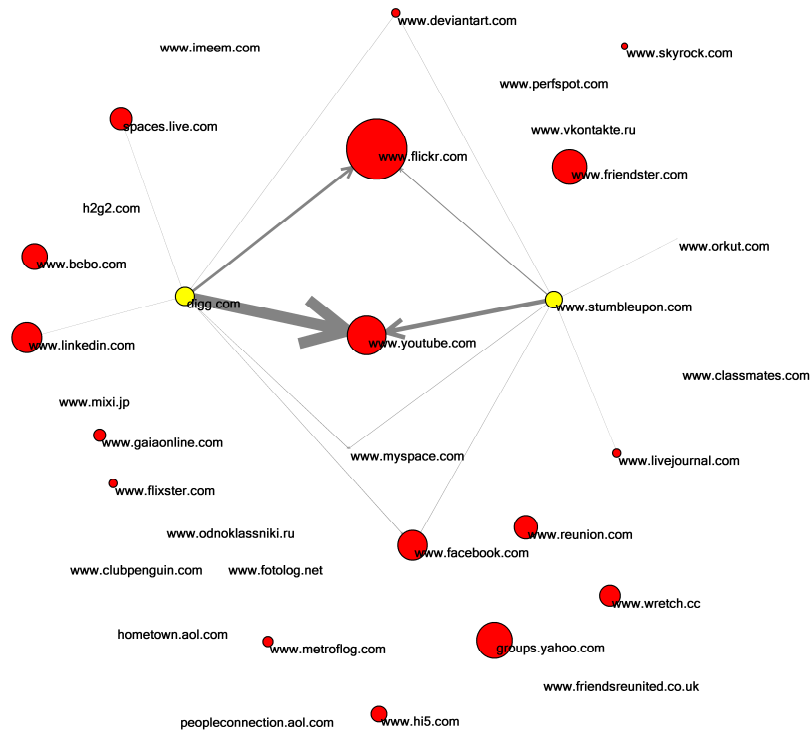 www.deviantart.com
www.imeem.com
www.skyrock.com
www.perfspot.com
spaces.live.com
www.vkontakte.ru
www.flickr.com
www.friendster.com
h2g2.com
www.orkut.com
www.bebo.com
digg.com
www.stumbleupon.com
www.linkedin.com
www.youtube.com
www.classmates.com
www.mixi.jp
www.gaiaonline.com
www.myspace.com
www.livejournal.com
www.flixster.com
www.odnoklassniki.ru
www.reunion.com
www.facebook.com
www.clubpenguin.com
www.fotolog.net
www.wretch.cc
hometown.aol.com
www.metroflog.com
groups.yahoo.com
www.friendsreunited.co.uk
peopleconnection.aol.com
www.hi5.com